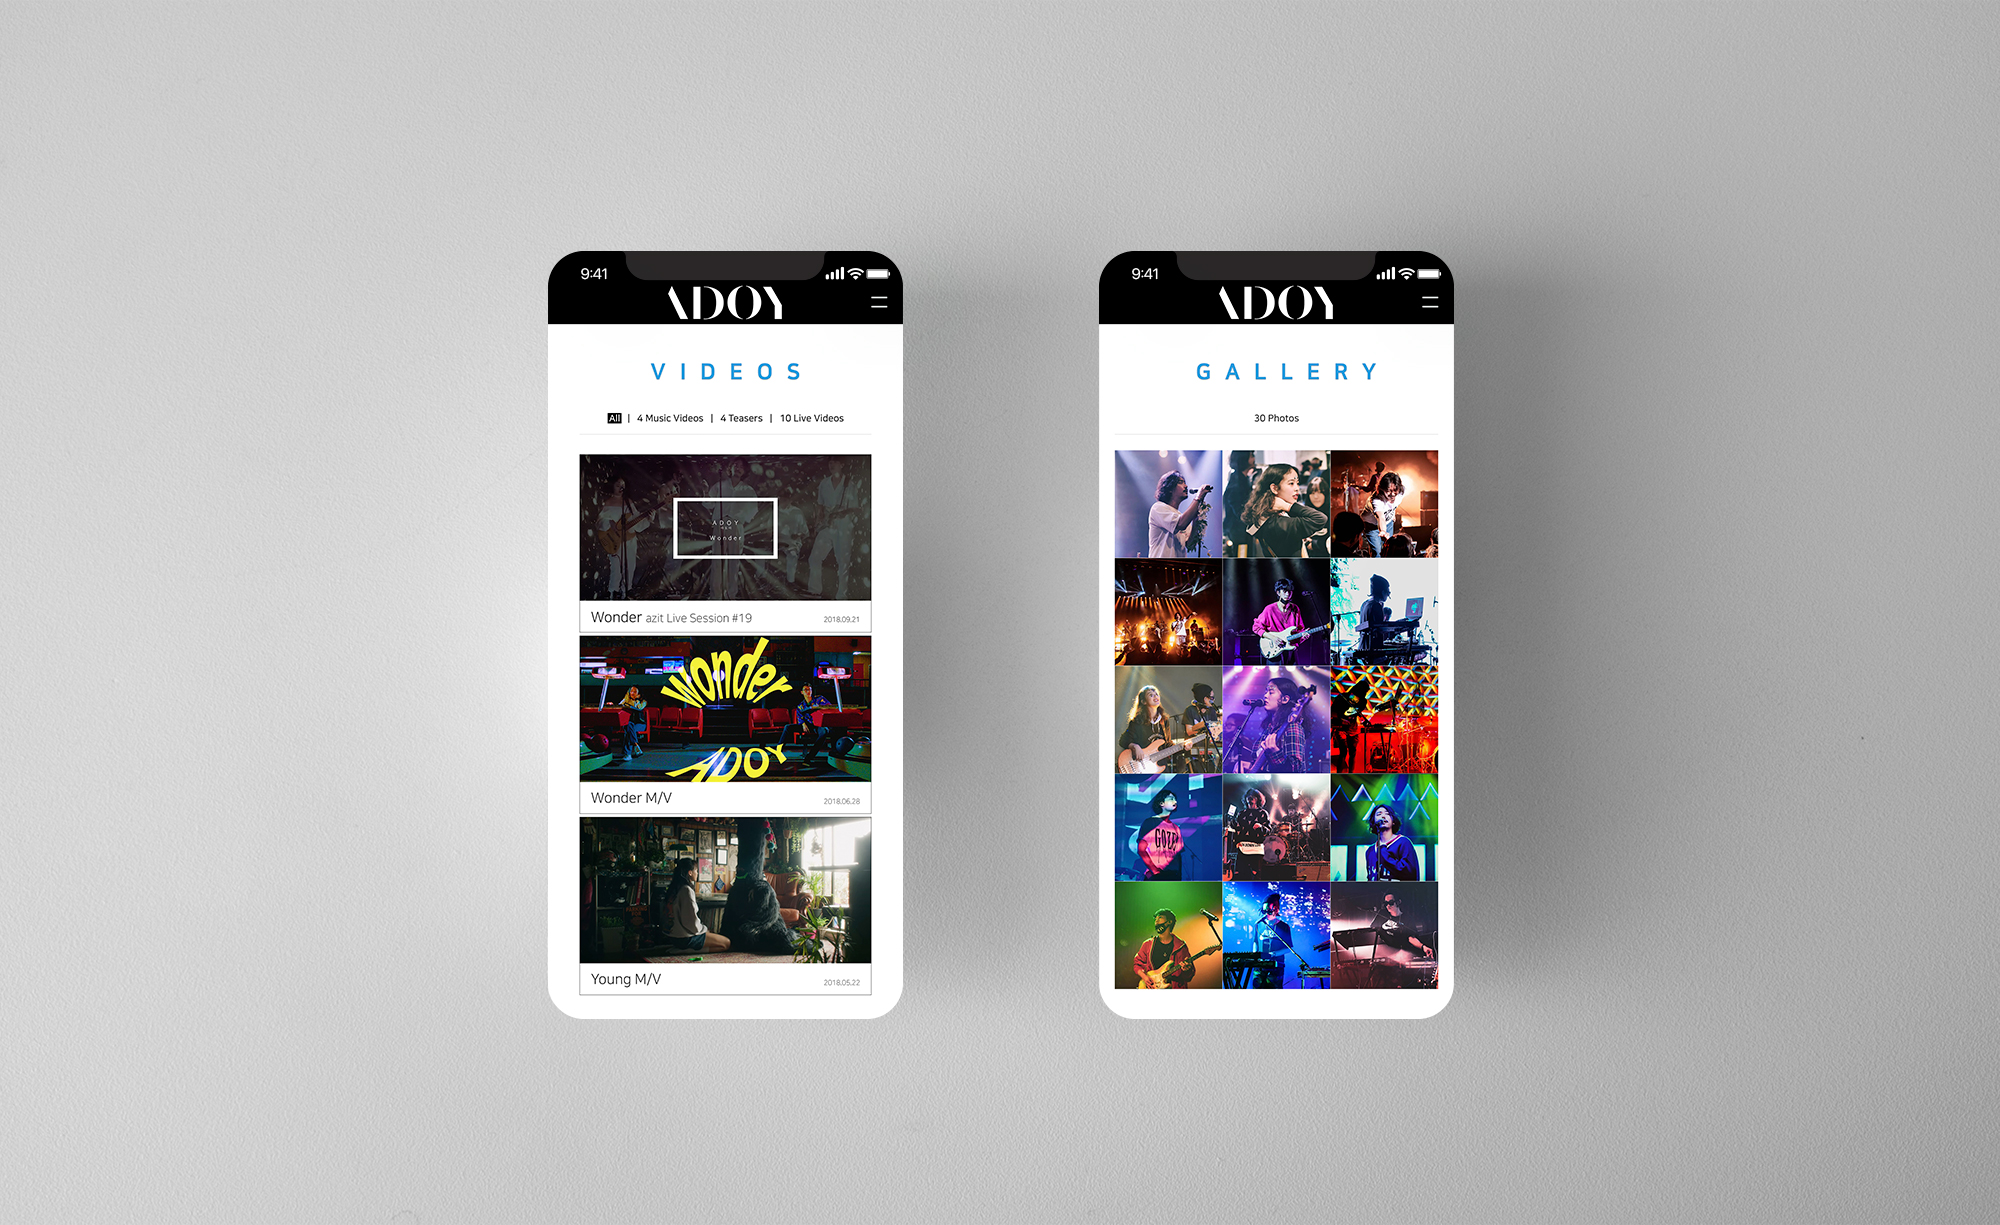 9:41
ADOY
VIDEOS
All | 4 Music Videos | 4 Teasers | 10 Live Videos
ADOY
Wonder
Wonder azit Live Session #19 2018.09.21
Wonder
ADOY
Wonder M/V 2018.06.28
Young M/V 2018.05.22
9:41
ADOY
GALLERY
30 Photos